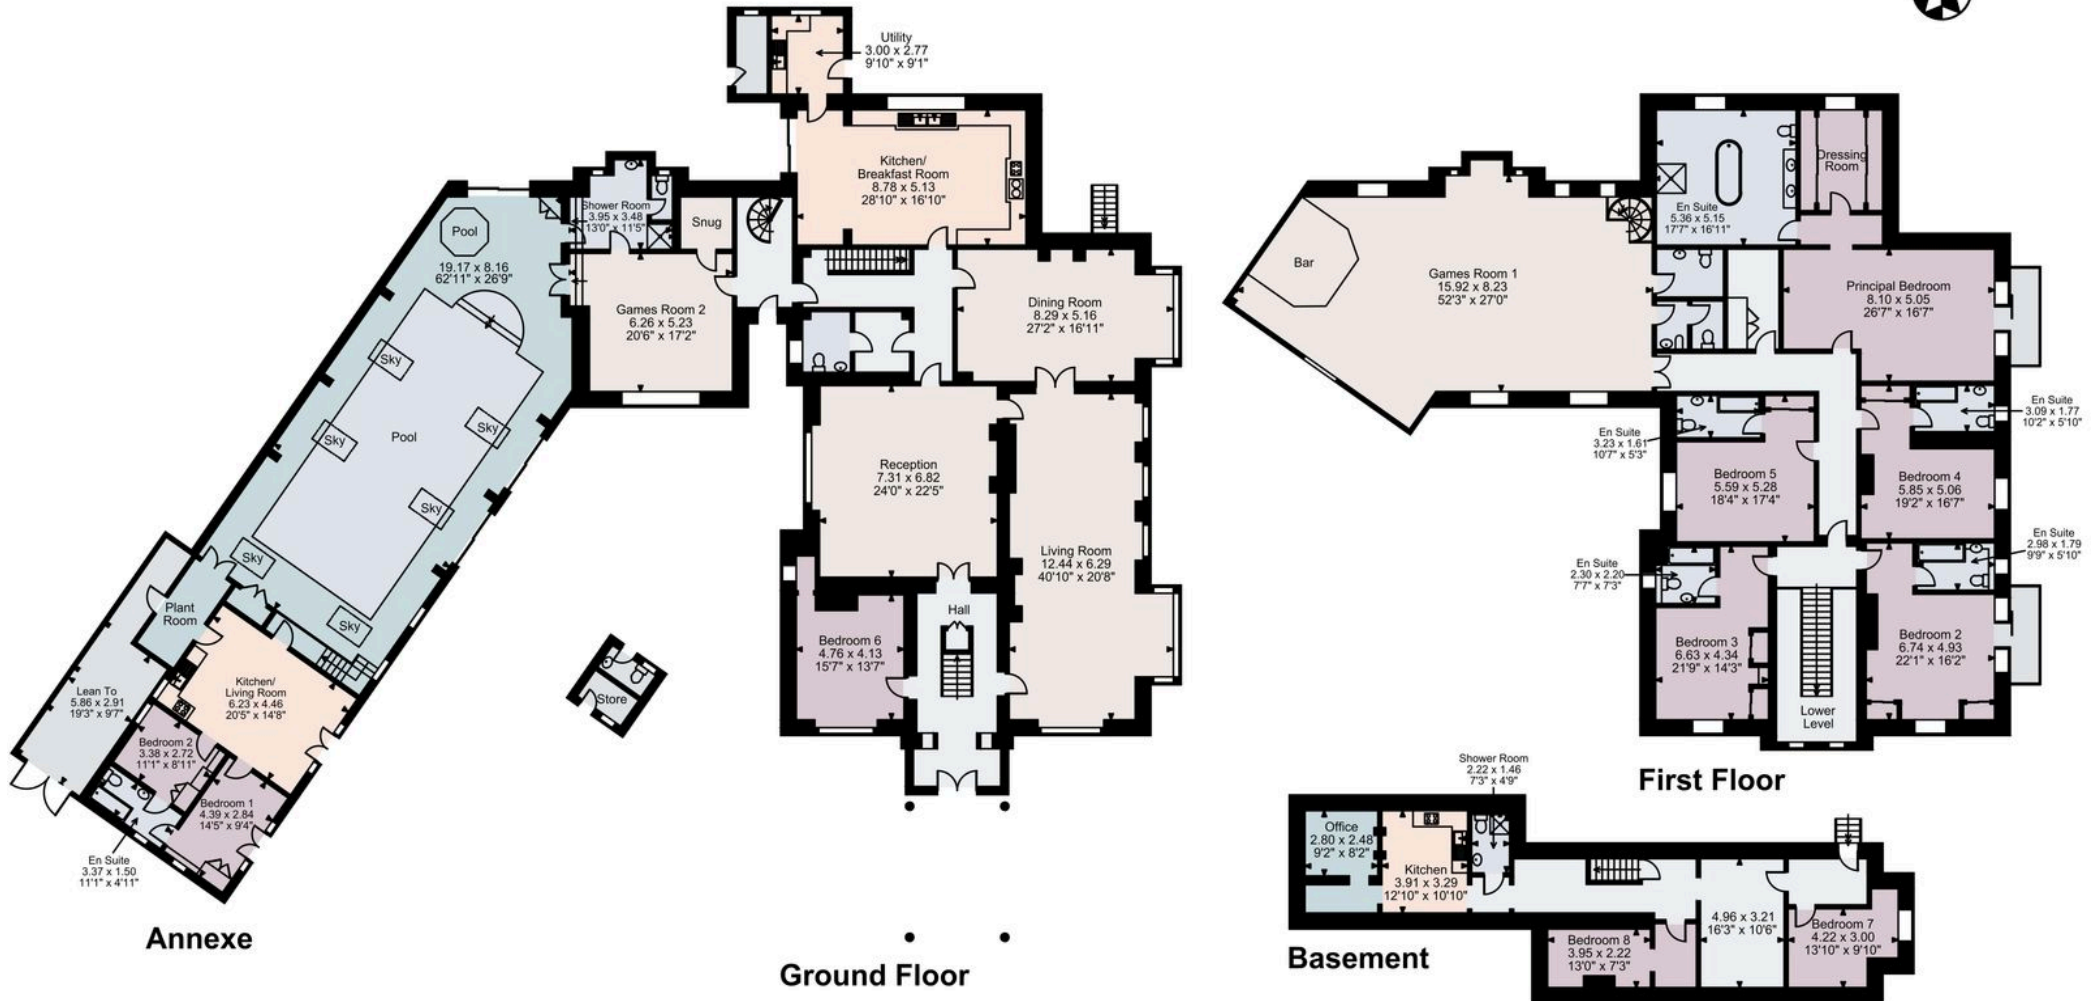 Utility
3.00 x 2.77
9'10" x 9'1"
Kitchen/
Breakfast Room
8.78 x 5.13
28'10" x 16'10"
Shower Room
3.95 x 3.48
13'0" x 11'5"
Snug
Pool
19.17 x 8.16
62'11" x 26'9"
Games Room 2
6.26 x 5.23
20'6" x 17'2"
Dining Room
8.29 x 5.16
27'2" x 16'11"
Sky
Sky
Sky
Pool
Sky
Sky
Sky
Reception
7.31 x 6.82
24'0" x 22'5"
Living Room
12.44 x 6.29
40'10" x 20'8"
Hall
Bedroom 6
4.76 x 4.13
15'7" x 13'7"
Plant
Room
Kitchen/
Living Room
6.23 x 4.46
20'5" x 14'8"
Lean To
5.86 x 2.91
19'3" x 9'7"
Bedroom 2
3.38 x 2.72
11'1" x 8'11"
Bedroom 1
4.39 x 2.84
14'5" x 9'4"
En Suite
3.37 x 1.50
11'1" x 4'11"
Store
Annexe
Ground Floor
Dressing
Room
En Suite
5.36 x 5.15
17'7" x 16'11"
Bar
Games Room 1
15.92 x 8.23
52'3" x 27'0"
Principal Bedroom
8.10 x 5.05
26'7" x 16'7"
En Suite
3.09 x 1.77
10'2" x 5'10"
En Suite
3.23 x 1.61
10'7" x 5'3"
Bedroom 5
5.59 x 5.28
18'4" x 17'4"
Bedroom 4
5.85 x 5.06
19'2" x 16'7"
En Suite
2.98 x 1.79
9'9" x 5'10"
En Suite
2.30 x 2.20
7'7" x 7'3"
Bedroom 3
6.63 x 4.34
21'9" x 14'3"
Bedroom 2
6.74 x 4.93
22'1" x 16'2"
Lower
Level
First Floor
Shower Room
2.22 x 1.46
7'3" x 4'9"
Office
2.80 x 2.48
9'2" x 8'2"
Kitchen
3.91 x 3.29
12'10" x 10'10"
4.96 x 3.21
16'3" x 10'6"
Bedroom 7
4.22 x 3.00
13'10" x 9'10"
Bedroom 8
3.95 x 2.22
13'0" x 7'3"
Basement